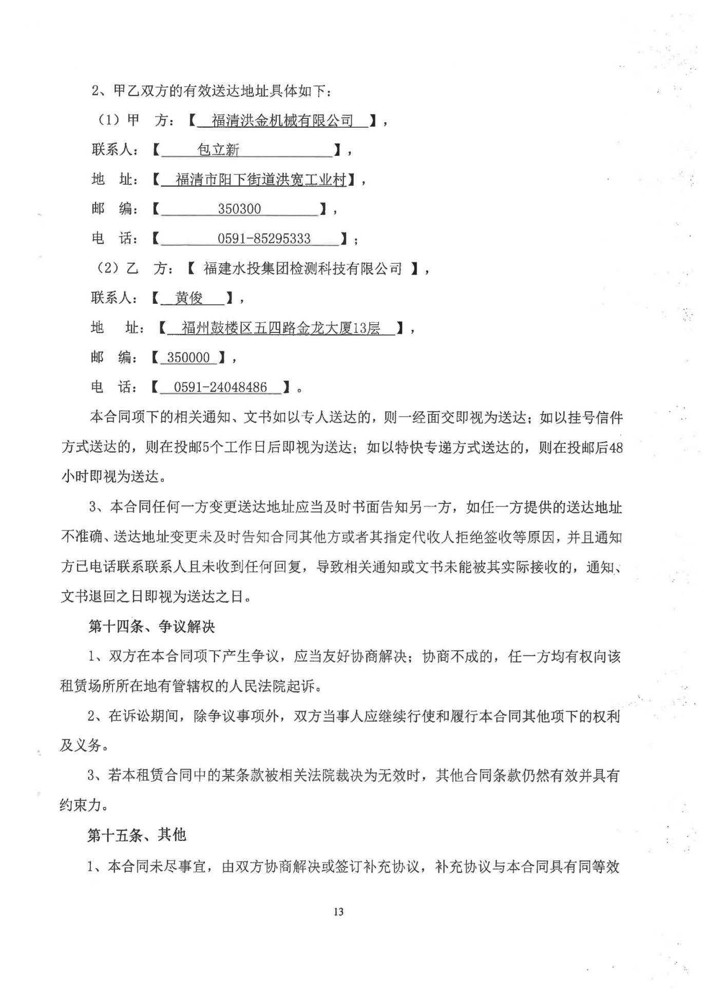 2、甲乙双方的有效送达地址具体如下：
（1）甲　方：【　福清洪金机械有限公司　】，
联系人：【　　　包立新　　　　　　　】，
地　址：【　福清市阳下街道洪宽工业村】，
邮　编：【　　　　350300　　　　】，
电　话：【　　　　0591-85295333　　】；
（2）乙　方：【 福建水投集团检测科技有限公司 】，
联系人：【　黄俊　】，
地　址：【　福州鼓楼区五四路金龙大厦13层　】，
邮　编：【 350000 】，
电　话：【　0591-24048486　】。
本合同项下的相关通知、文书如以专人送达的，则一经面交即视为送达；如以挂号信件
方式送达的，则在投邮5个工作日后即视为送达；如以特快专递方式送达的，则在投邮后48
小时即视为送达。
3、本合同任何一方变更送达地址应当及时书面告知另一方，如任一方提供的送达地址
不准确、送达地址变更未及时告知合同其他方或者其指定代收人拒绝签收等原因，并且通知
方已电话联系联系人且未收到任何回复，导致相关通知或文书未能被其实际接收的，通知、
文书退回之日即视为送达之日。
第十四条、争议解决
1、双方在本合同项下产生争议，应当友好协商解决；协商不成的，任一方均有权向该
租赁场所所在地有管辖权的人民法院起诉。
2、在诉讼期间，除争议事项外，双方当事人应继续行使和履行本合同其他项下的权利
及义务。
3、若本租赁合同中的某条款被相关法院裁决为无效时，其他合同条款仍然有效并具有
约束力。
第十五条、其他
1、本合同未尽事宜，由双方协商解决或签订补充协议，补充协议与本合同具有同等效
13